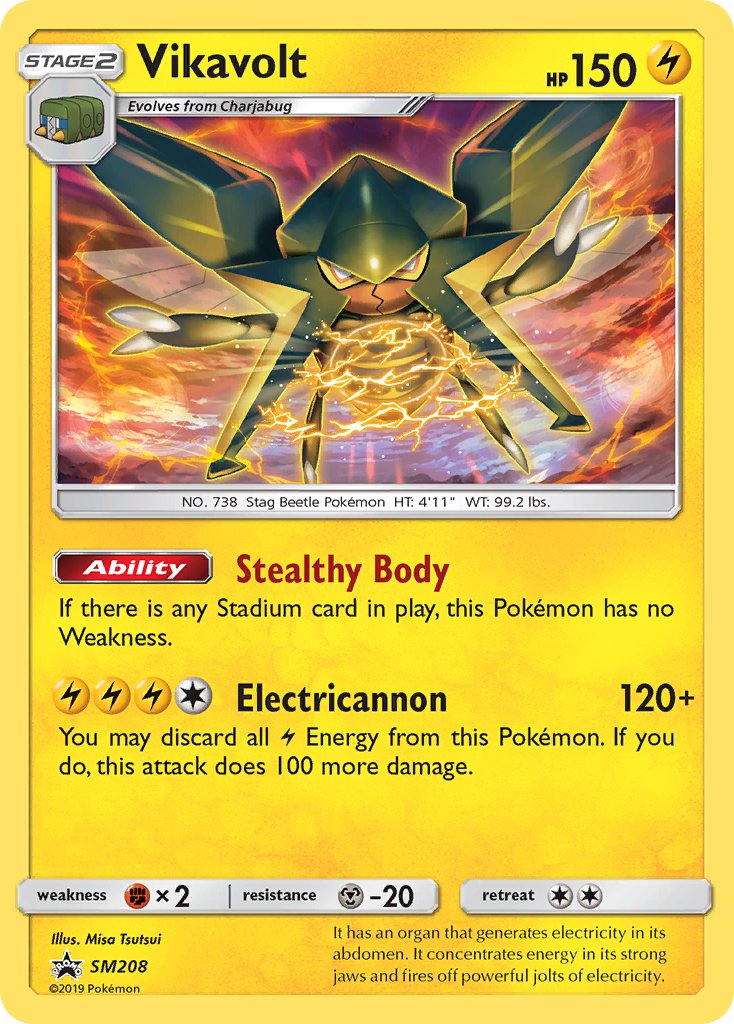 STAGE2
Vikavolt
HP 150
Evolves from Charjabug
NO. 738 Stag Beetle Pokémon HT: 4'11" WT: 99.2 lbs.
Ability Stealthy Body
If there is any Stadium card in play, this Pokémon has no
Weakness.
Electricannon 120+
You may discard all Energy from this Pokémon. If you
do, this attack does 100 more damage.
weakness ×2 resistance -20 retreat
Illus. Misa Tsutsui
PROMO SM208
©2019 Pokémon
It has an organ that generates electricity in its
abdomen. It concentrates energy in its strong
jaws and fires off powerful jolts of electricity.